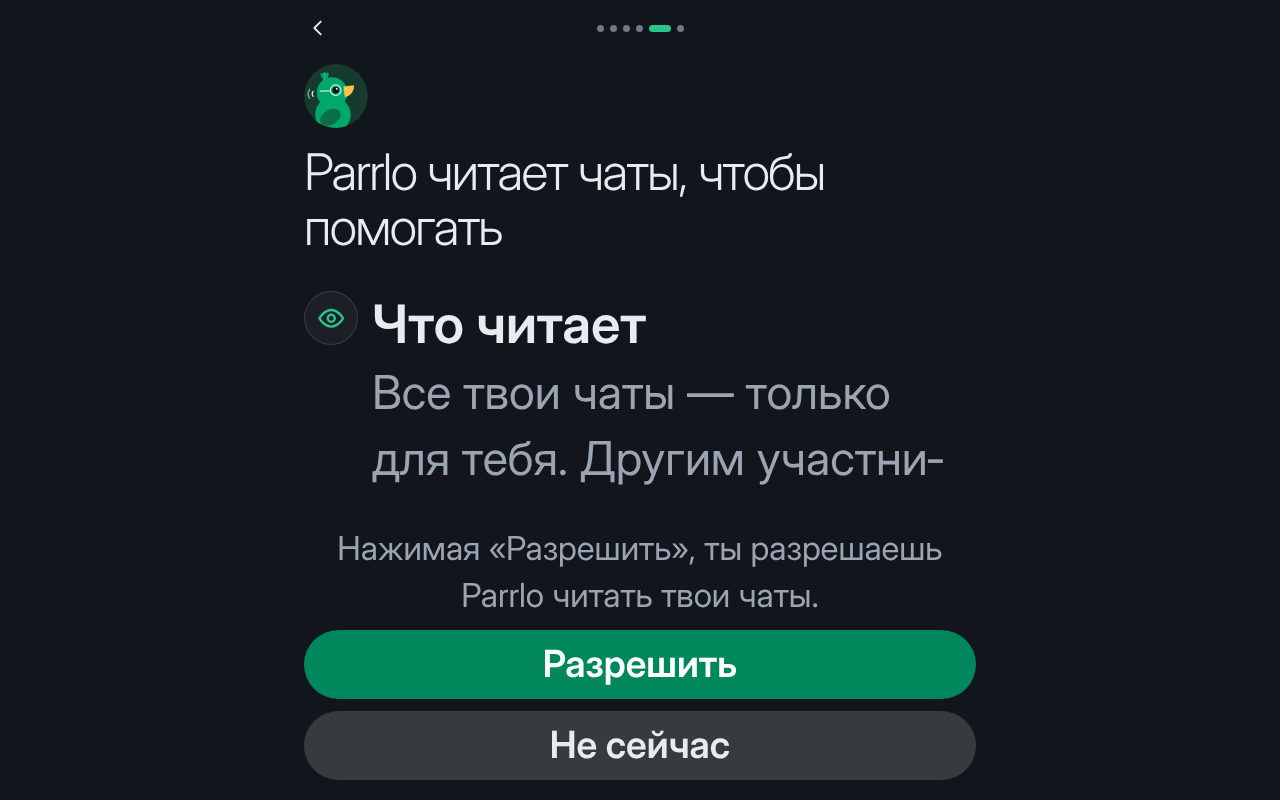 Parrlo читает чаты, чтобы
помогать
Что читает
Все твои чаты — только
для тебя. Другим участни-
Нажимая «Разрешить», ты разрешаешь
Parrlo читать твои чаты.
Разрешить
Не сейчас